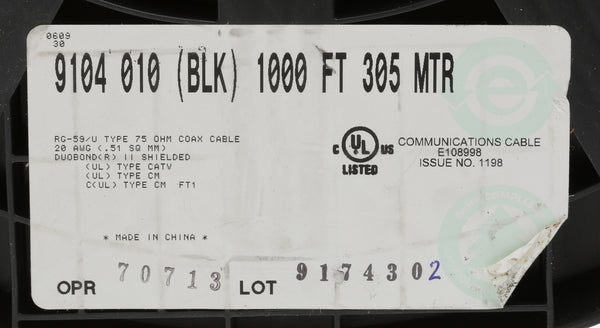 0609
30
9104 010 (BLK) 1000 FT 305 MTR
RG-59/U TYPE 75 OHM COAX CABLE
20 AWG (.51 SQ MM)
DUOBOND(R) II SHIELDED
(UL) TYPE CATV
(UL) TYPE CM
C(UL) TYPE CM FT1
C UL US
LISTED
COMMUNICATIONS CABLE
E108998
ISSUE NO. 1198
* MADE IN CHINA *
OPR 70713 LOT 9174302